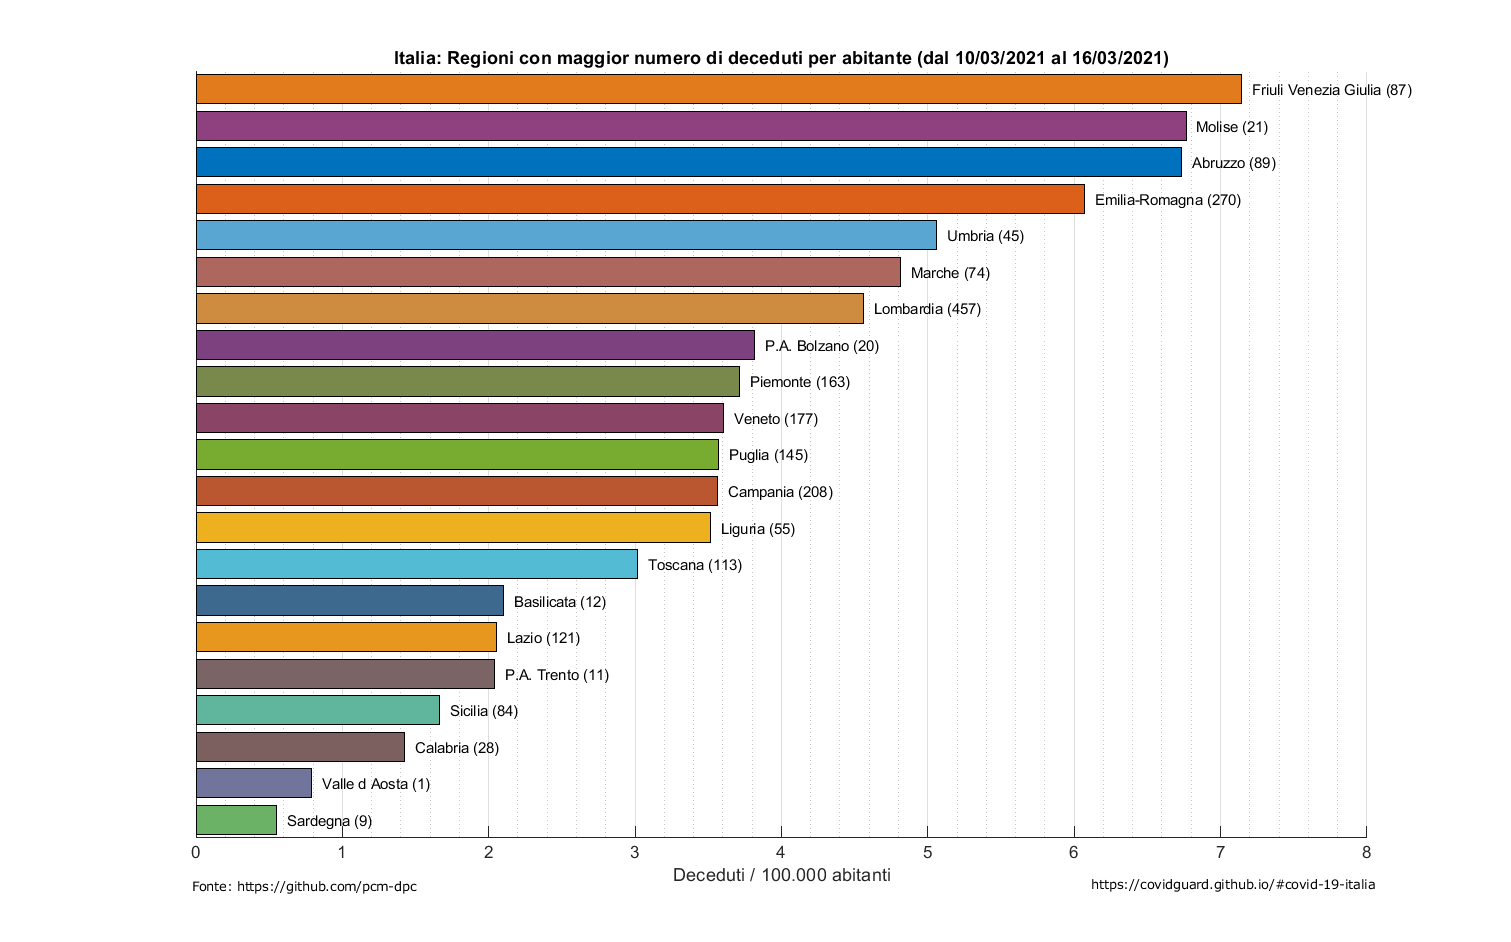 Italia: Regioni con maggior numero di deceduti per abitante (dal 10/03/2021 al 16/03/2021)
Friuli Venezia Giulia (87)
Molise (21)
Abruzzo (89)
Emilia-Romagna (270)
Umbria (45)
Marche (74)
Lombardia (457)
P.A. Bolzano (20)
Piemonte (163)
Veneto (177)
Puglia (145)
Campania (208)
Liguria (55)
Toscana (113)
Basilicata (12)
Lazio (121)
P.A. Trento (11)
Sicilia (84)
Calabria (28)
Valle d Aosta (1)
Sardegna (9)
0 1 2 3 4 5 6 7 8
Deceduti / 100.000 abitanti
Fonte: https://github.com/pcm-dpc
https://covidguard.github.io/#covid-19-italia